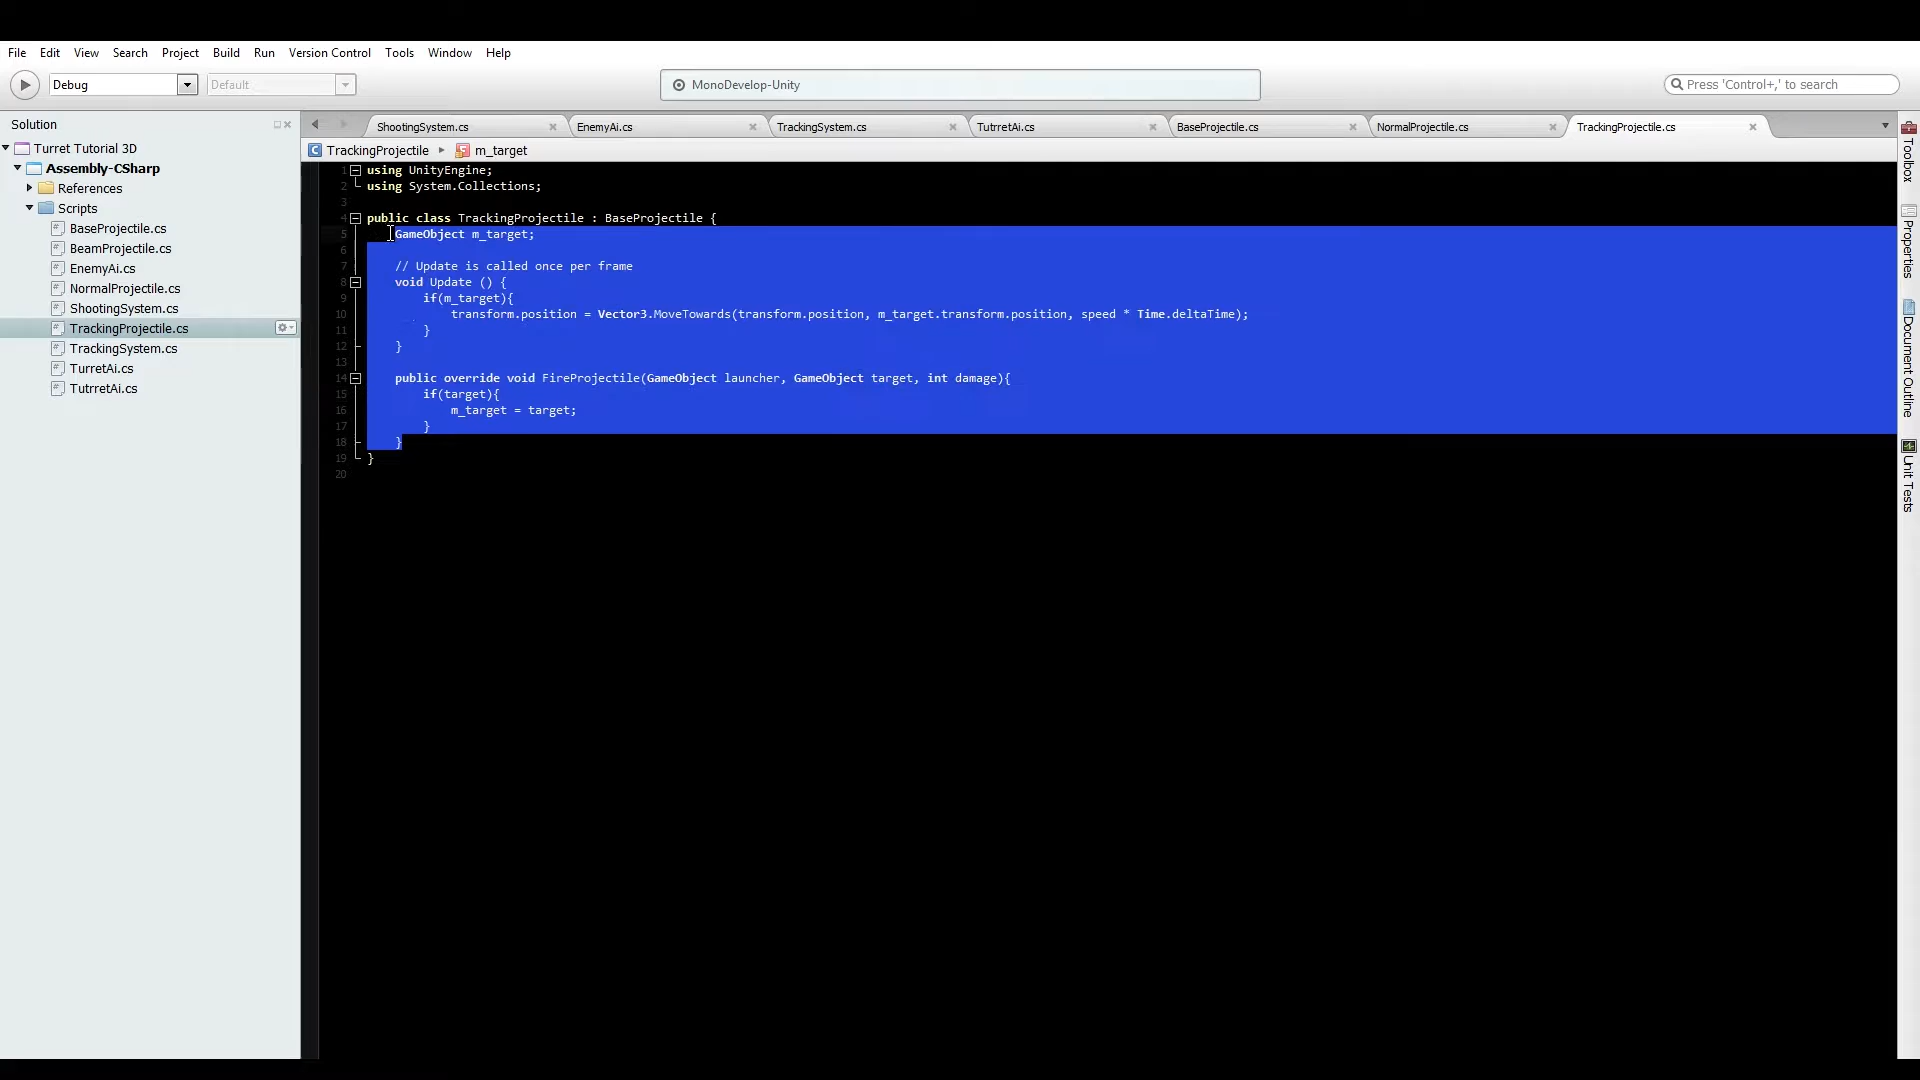 File Edit View Search Project Build Run Version Control Tools Window Help
Debug Default MonoDevelop-Unity Press 'Control+,' to search
Solution
Turret Tutorial 3D
Assembly-CSharp
References
Scripts
BaseProjectile.cs
BeamProjectile.cs
EnemyAi.cs
NormalProjectile.cs
ShootingSystem.cs
TrackingProjectile.cs
TrackingSystem.cs
TurretAi.cs
TutrretAi.cs
ShootingSystem.cs EnemyAi.cs TrackingSystem.cs TutrretAi.cs BaseProjectile.cs NormalProjectile.cs TrackingProjectile.cs
TrackingProjectile m_target
1 using UnityEngine;
2 using System.Collections;
3
4 public class TrackingProjectile : BaseProjectile {
5 GameObject m_target;
6
7 // Update is called once per frame
8 void Update () {
9 if(m_target){
10 transform.position = Vector3.MoveTowards(transform.position, m_target.transform.position, speed * Time.deltaTime);
11 }
12 }
13
14 public override void FireProjectile(GameObject launcher, GameObject target, int damage){
15 if(target){
16 m_target = target;
17 }
18 }
19 }
20
Toolbox
Properties
Document Outline
Unit Tests